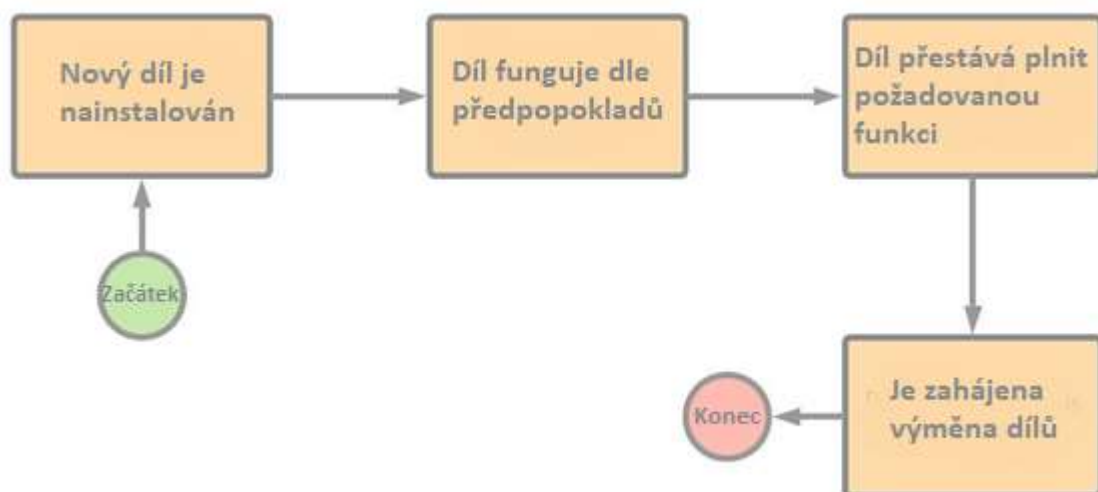 Nový díl je
nainstalován
Díl funguje dle
předpopokladů
Díl přestává plnit
požadovanou
funkci
Začátek
Je zahájena
výměna dílů
Konec